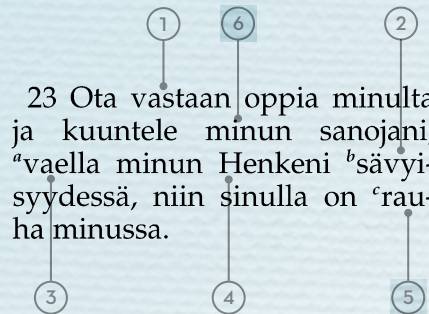 1 6 2
23 Ota vastaan oppia minulta
ja kuuntele minun sanojani,
ᵃvaella minun Henkeni ᵇsävyi-
syydessä, niin sinulla on ᶜrau-
ha minussa.
3 4 5